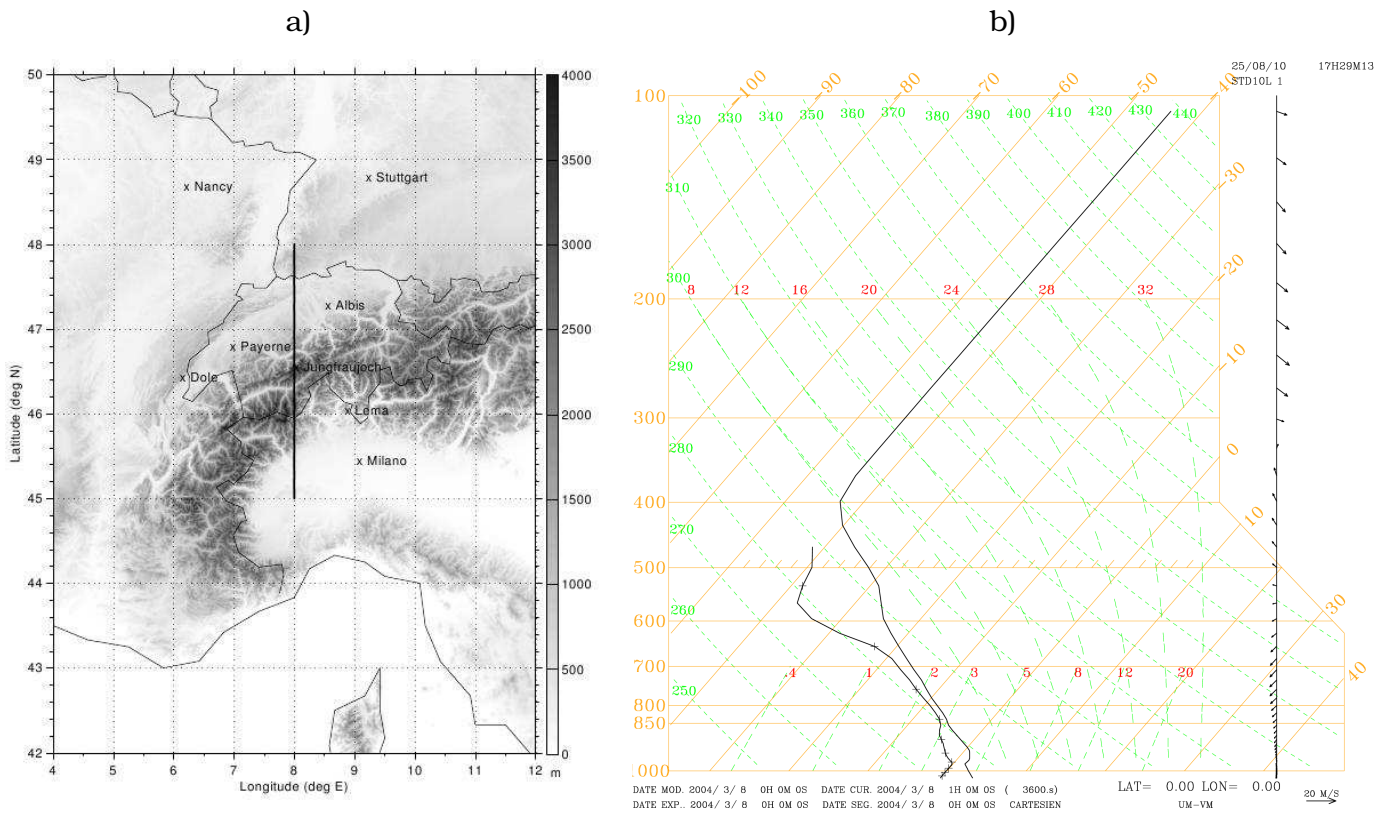 a)
b)
50
49
48
47
46
45
44
43
42
4 5 6 7 8 9 10 11 12
Latitude (deg N)
Longitude (deg E)
x Nancy
x Stuttgart
x Albis
x Payerne
x Jungfraujoch
x Dole
x Lema
x Milano
4000
3500
3000
2500
2000
1500
1000
500
0
m
25/08/10 17H29M13
STD10L 1
-100 -90 -80 -70 -60 -50 -40
100
320 330 340 350 360 370 380 390 400 410 420 430 440
310
-30
300
-20
8 12 16 20 24 28 32
200
290
-10
300
280
0
400
10
270
500
260
600
30
700
.4 1 2 3 5 8 12 20
40
250
800
850
1000
DATE MOD. 2004/ 3/ 8 0H 0M 0S DATE CUR. 2004/ 3/ 8 1H 0M 0S ( 3600.s)
LAT= 0.00 LON= 0.00
DATE EXP.. 2004/ 3/ 8 0H 0M 0S DATE SEG. 2004/ 3/ 8 0H 0M 0S CARTESIEN
UM-VM
20 M/S